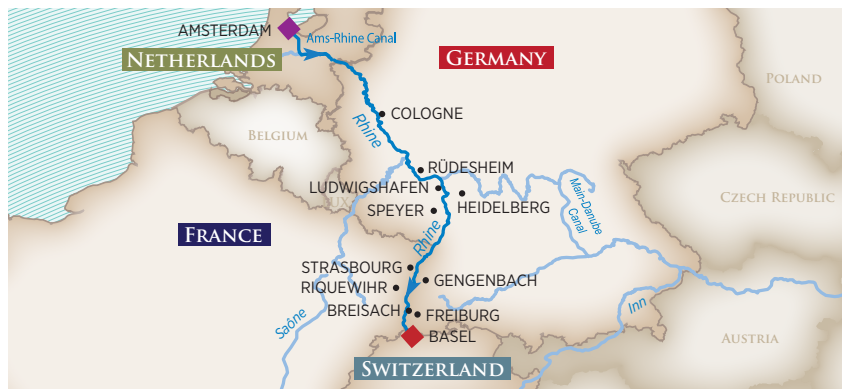 AMSTERDAM
Ams-Rhine Canal
NETHERLANDS
GERMANY
POLAND
COLOGNE
BELGIUM
Rhine
RÜDESHEIM
LUDWIGSHAFEN
HEIDELBERG
Main-Danube
Canal
CZECH REPUBLIC
LUX
SPEYER
FRANCE
Rhine
STRASBOURG
GENGENBACH
RIQUEWIHR
BREISACH
FREIBURG
Inn
Saône
BASEL
AUSTRIA
SWITZERLAND